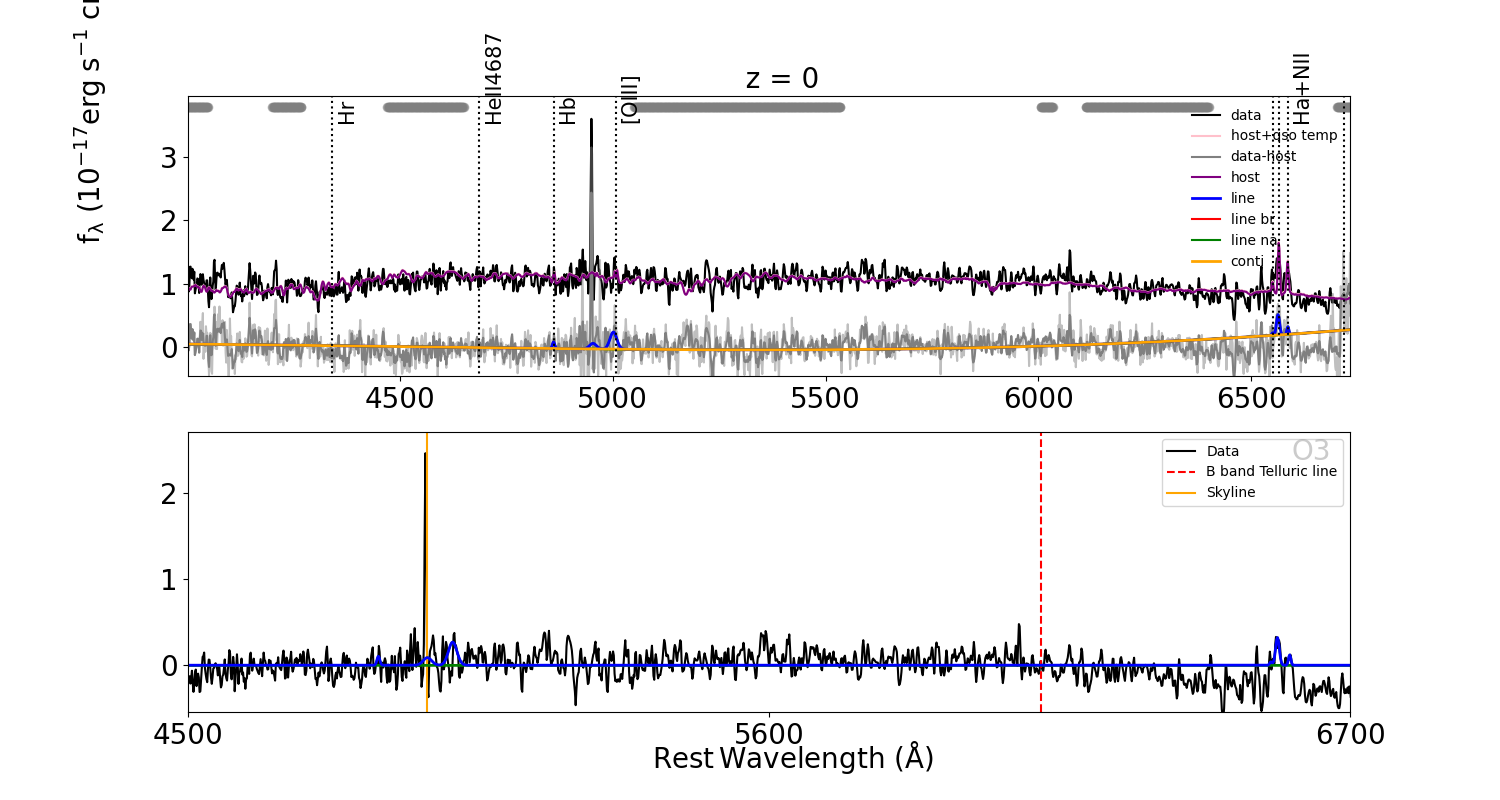 z = 0
f_λ (10^−17 erg s^−1
Hr
HeII4687
Hb
[OIII]
Ha+NII
data
host+qso temp
data-host
host
line
line br
line na
conti
3
2
1
0
4500 5000 5500 6000 6500
O3
Data
B band Telluric line
Skyline
2
1
0
4500 5600 6700
Rest Wavelength (Å)